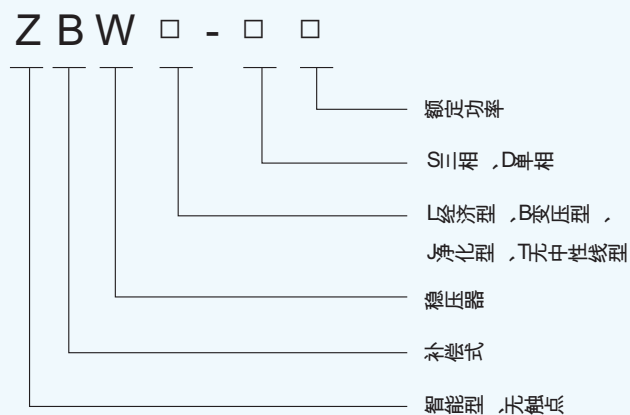 ZBW□-□□
额定功率
S三相、D单相
L经济型、B变压型、
J净化型、T无中性线型
稳压器
补偿式
智能型、无触点